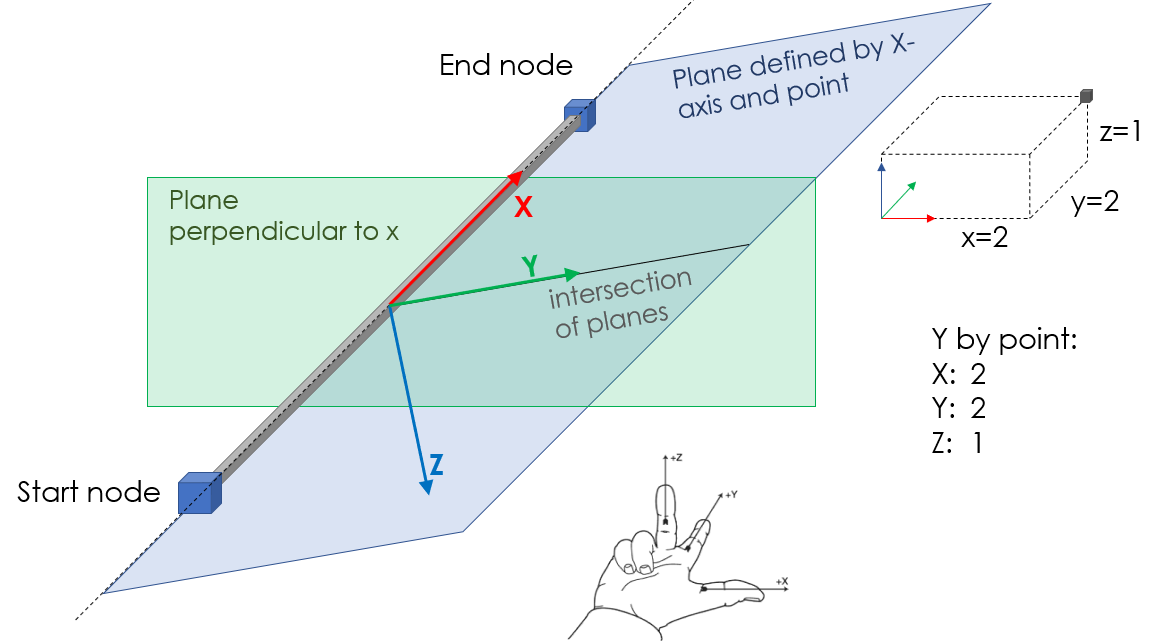 End node
Plane defined by X-
axis and point
z=1
y=2
x=2
Plane
perpendicular to x
X
Y
intersection
of planes
Z
Start node
Y by point:
X: 2
Y: 2
Z: 1
+Z
+Y
+X